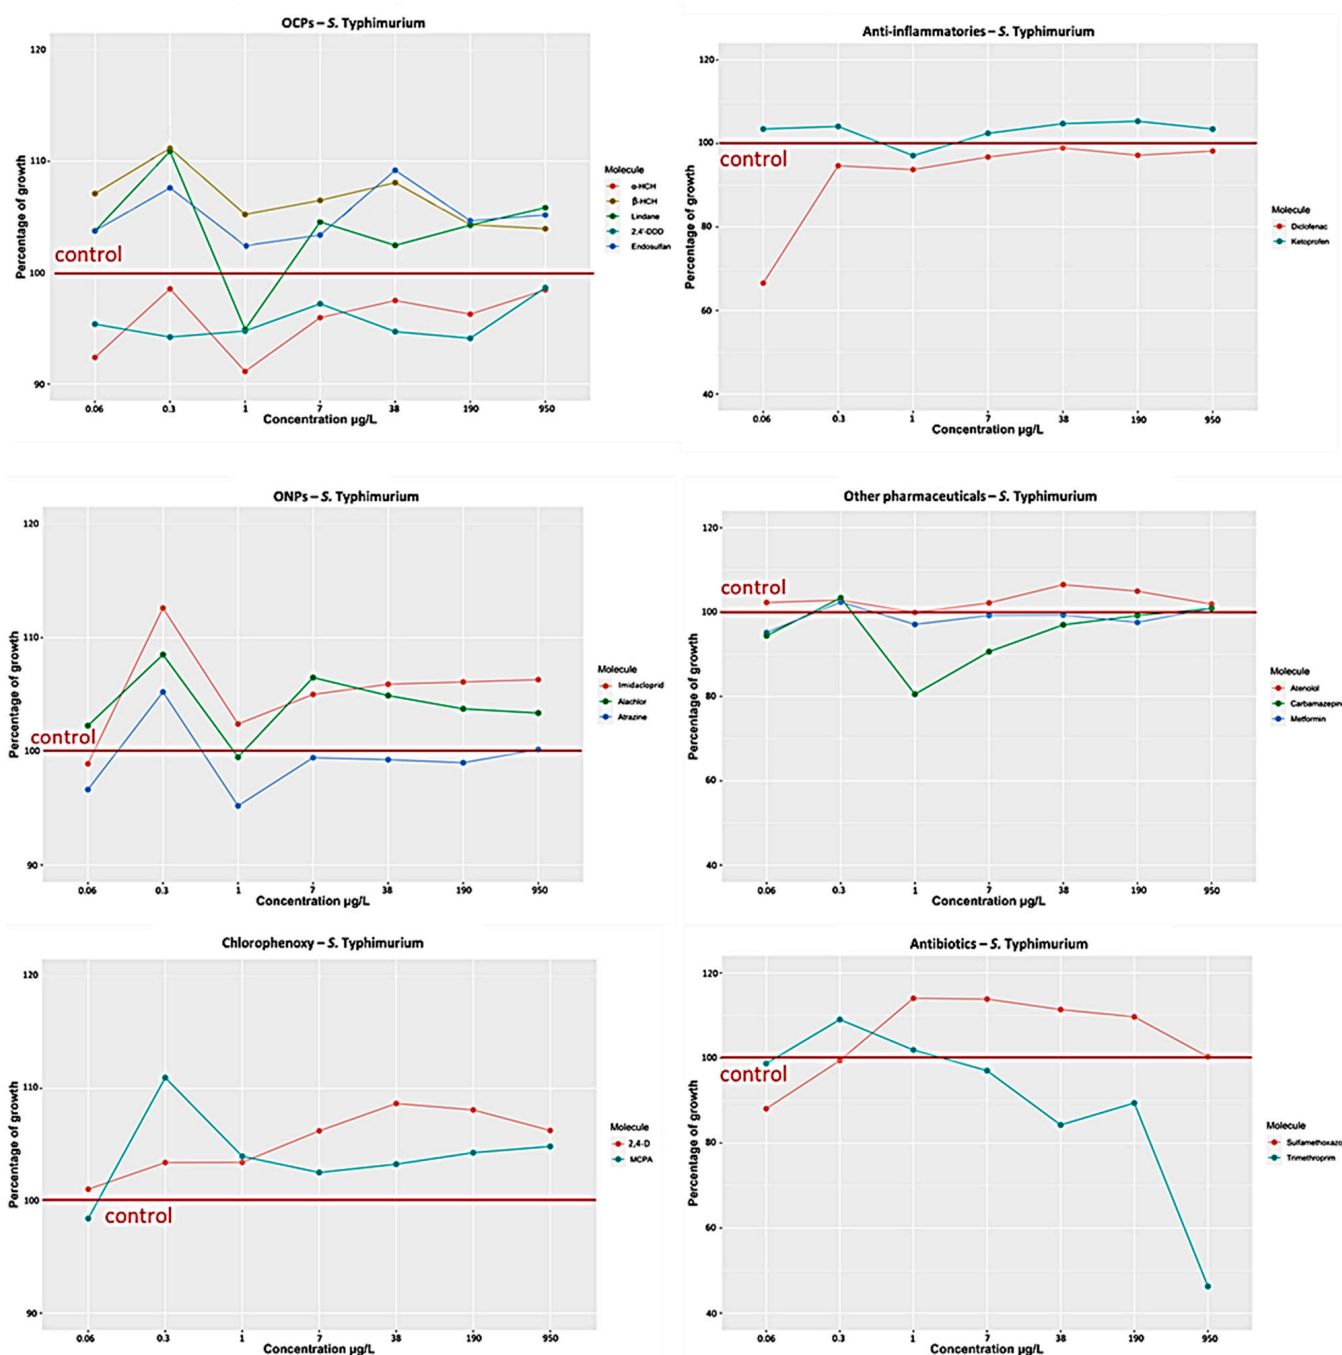 OCPs – S. Typhimurium
120
110
100
90
Percentage of growth
control
0.06 0.3 1 7 38 190 950
Concentration µg/L
Molecule
α-HCH
β-HCH
Lindane
2,4'-DDD
Endosulfan
Anti-inflammatories – S. Typhimurium
120
100
80
60
40
Percentage of growth
control
0.06 0.3 1 7 38 190 950
Concentration µg/L
Molecule
Diclofenac
Ketoprofen
ONPs – S. Typhimurium
120
110
100
90
Percentage of growth
control
0.06 0.3 1 7 38 190 950
Concentration µg/L
Molecule
Imidacloprid
Alachlor
Atrazine
Other pharmaceuticals – S. Typhimurium
120
100
80
60
40
Percentage of growth
control
0.06 0.3 1 7 38 190 950
Concentration µg/L
Molecule
Atenolol
Carbamazepin
Metformin
Chlorophenoxy – S. Typhimurium
120
110
100
90
Percentage of growth
control
0.06 0.3 1 7 38 190 950
Concentration µg/L
Molecule
2,4-D
MCPA
Antibiotics – S. Typhimurium
120
100
80
60
40
Percentage of growth
control
0.06 0.3 1 7 38 190 950
Concentration µg/L
Molecule
Sulfamethoxazo
Trimethroprim